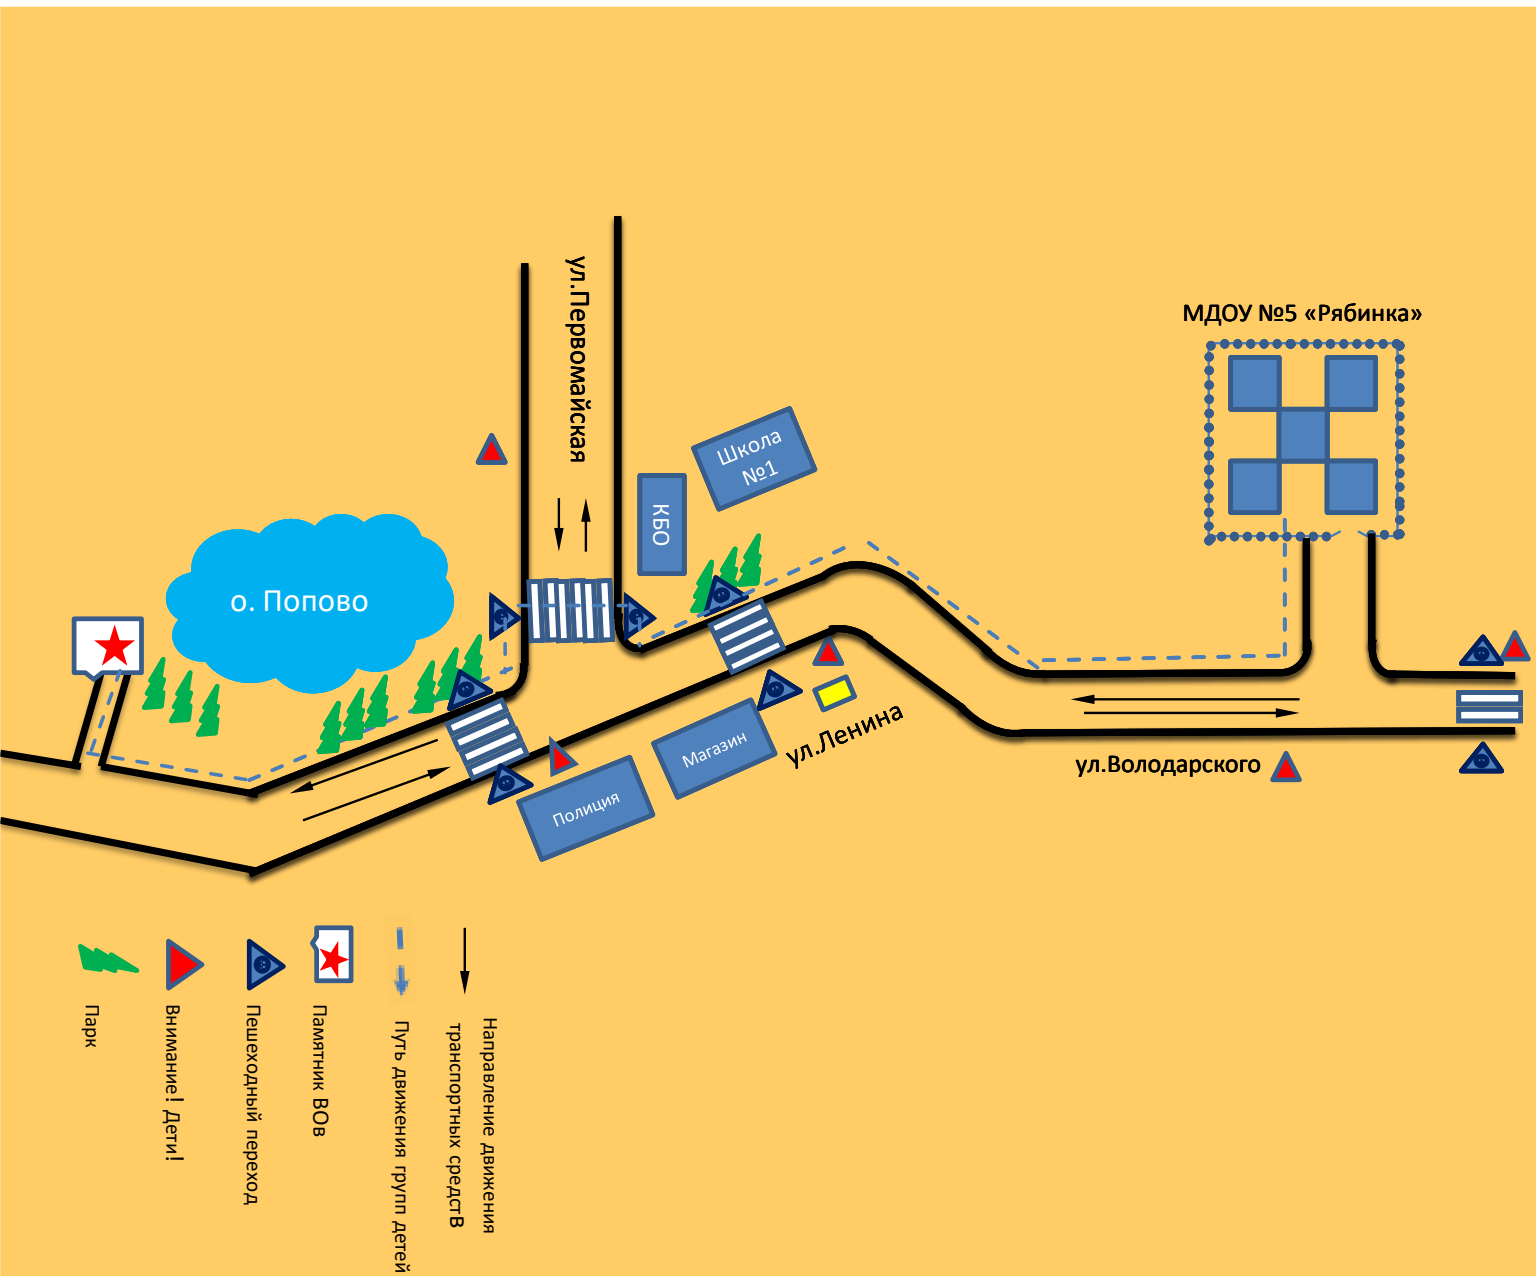 ул.Первомайская
МДОУ №5 «Рябинка»
Школа
№1
КБО
о. Попово
ул.Ленина
Магазин
ул.Володарского
Полиция
Парк
Внимание! Дети!
Пешеходный переход
Памятник ВОв
Путь движения групп детей
Направление движения
транспортных средстВ